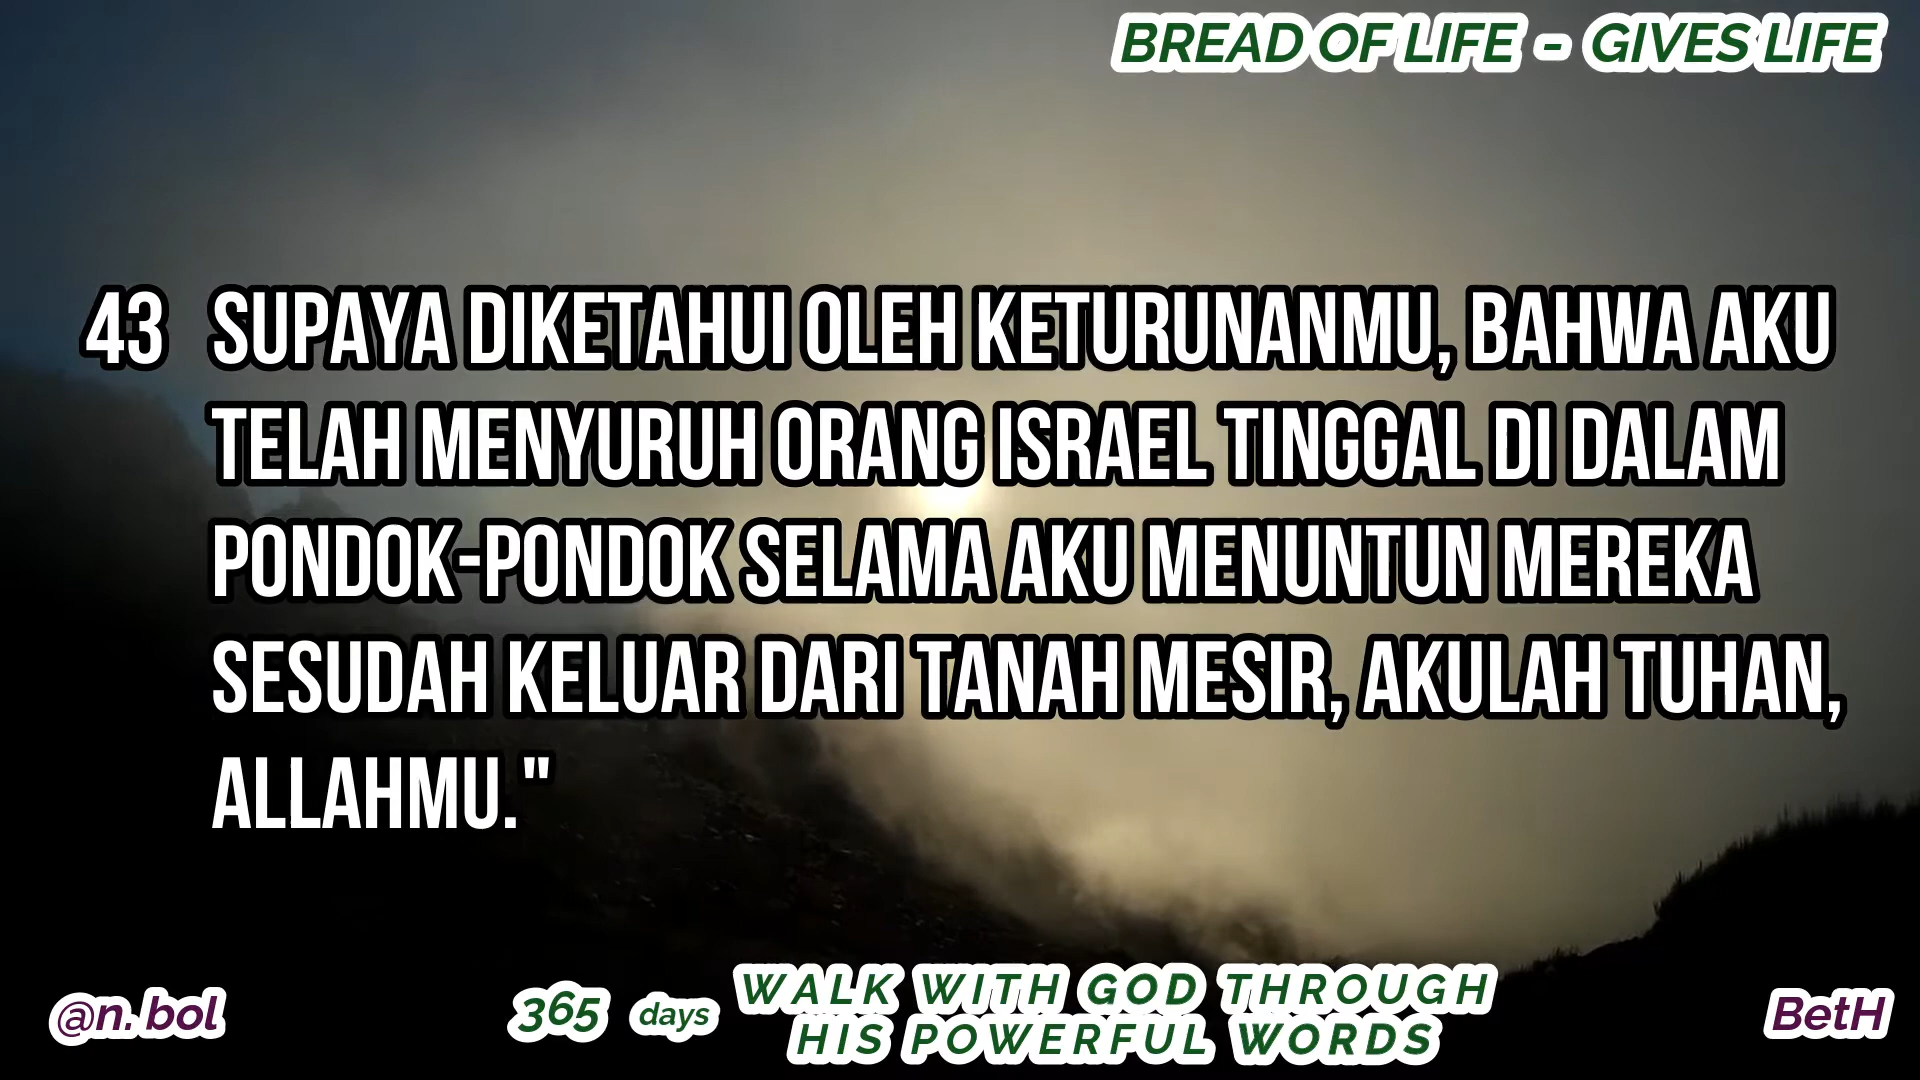 BREAD OF LIFE - GIVES LIFE
43 SUPAYA DIKETAHUI OLEH KETURUNANMU, BAHWA AKU
TELAH MENYURUH ORANG ISRAEL TINGGAL DI DALAM
PONDOK-PONDOK SELAMA AKU MENUNTUN MEREKA
SESUDAH KELUAR DARI TANAH MESIR, AKULAH TUHAN,
ALLAHMU."
@n.bol
365 days
WALK WITH GOD THROUGH
HIS POWERFUL WORDS
BetH